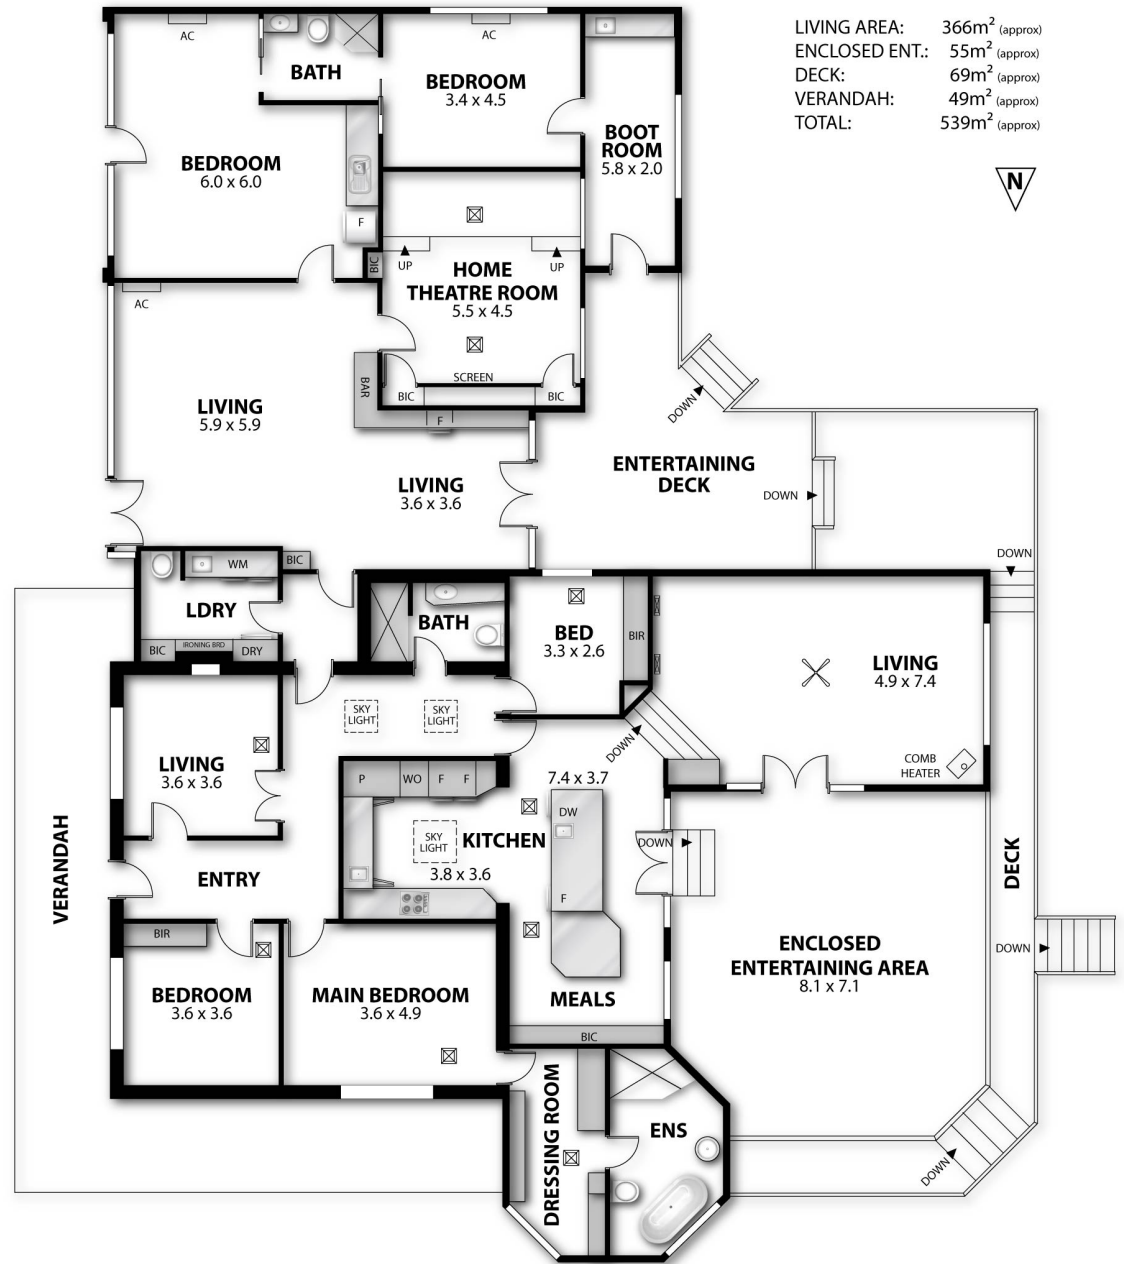 LIVING AREA: 366m² (approx)
ENCLOSED ENT.: 55m² (approx)
DECK: 69m² (approx)
VERANDAH: 49m² (approx)
TOTAL: 539m² (approx)
N
AC
BATH
AC
BEDROOM
3.4 x 4.5
BOOT
ROOM
5.8 x 2.0
BEDROOM
6.0 x 6.0
F
BIC
UP
UP
HOME
THEATRE ROOM
5.5 x 4.5
SCREEN
BIC
BIC
AC
BAR
F
LIVING
5.9 x 5.9
LIVING
3.6 x 3.6
DOWN
ENTERTAINING
DECK
DOWN
DOWN
WM
BIC
LDRY
BIC
IRONING BRD
DRY
BATH
BED
3.3 x 2.6
BIR
LIVING
4.9 x 7.4
COMB
HEATER
SKY
LIGHT
SKY
LIGHT
DOWN
LIVING
3.6 x 3.6
P
WO
F
F
7.4 x 3.7
DW
SKY
LIGHT
KITCHEN
3.8 x 3.6
F
DOWN
VERANDAH
ENTRY
DECK
BIR
BEDROOM
3.6 x 3.6
MAIN BEDROOM
3.6 x 4.9
MEALS
BIC
ENCLOSED
ENTERTAINING AREA
8.1 x 7.1
DOWN
DRESSING ROOM
ENS
DOWN